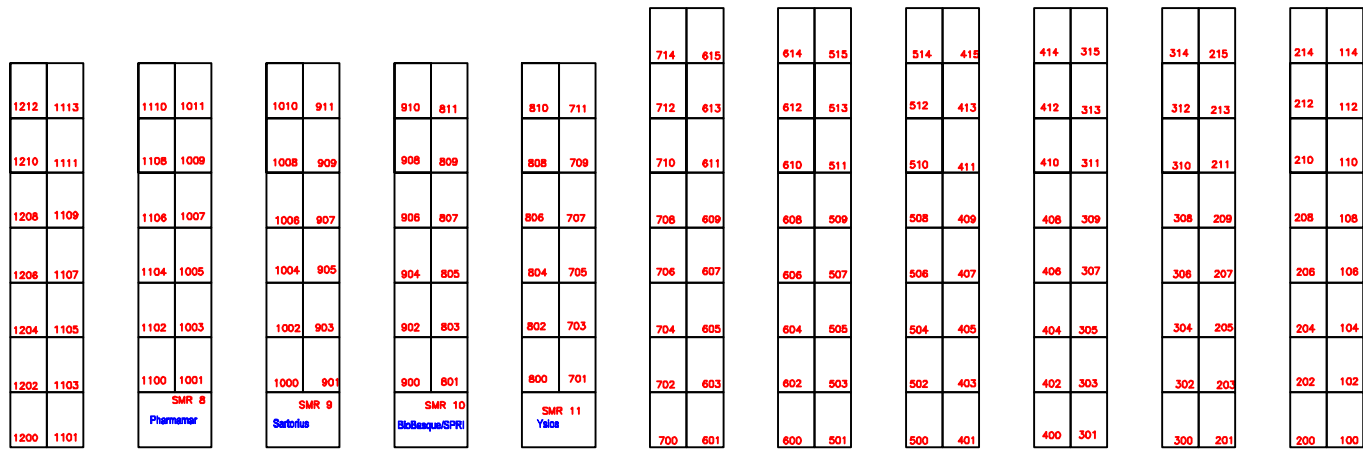 714 615 614 515 514 415 414 315 314 215 214 114
1212 1113 1110 1011 1010 911 910 811 810 711 712 613 612 513 512 413 412 313 312 213 212 112
1210 1111 1108 1009 1008 909 908 809 808 709 710 611 610 511 510 411 410 311 310 211 210 110
1208 1109 1106 1007 1006 907 906 807 806 707 708 609 608 509 508 409 408 309 308 209 208 108
1206 1107 1104 1005 1004 905 904 805 804 705 706 607 606 507 506 407 406 307 306 207 206 106
1204 1105 1102 1003 1002 903 902 803 802 703 704 605 604 505 504 405 404 305 304 205 204 104
1202 1103 1100 1001 1000 901 900 801 800 701 702 603 602 503 502 403 402 303 302 203 202 102
SMR 8 SMR 9 SMR 10 SMR 11
Pharmamar Sartorius BioBasque/SPRI Ysios
1200 1101 700 601 600 501 500 401 400 301 300 201 200 100